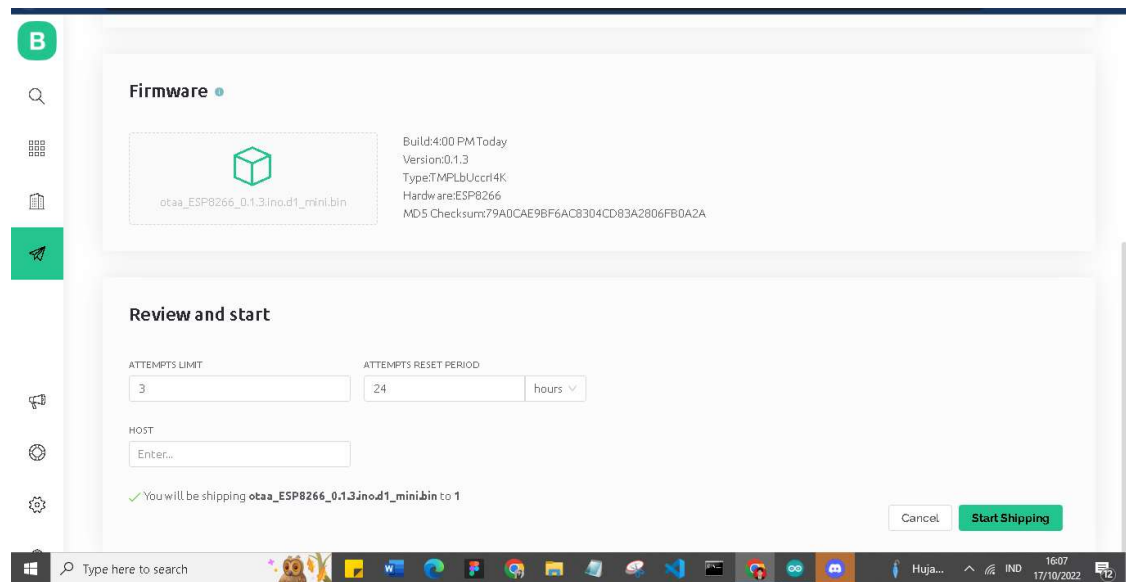 B
Firmware
otaa_ESP8266_0.1.3.ino.d1_mini.bin
Build:4:00 PM Today
Version:0.1.3
Type:TMPLbUccrI4K
Hardware:ESP8266
MD5 Checksum:79A0CAE9BF6AC8304CD83A2806FB0A2A
Review and start
ATTEMPTS LIMIT
ATTEMPTS RESET PERIOD
3
24
hours
HOST
Enter...
You will be shipping otaa_ESP8266_0.1.3.ino.d1_mini.bin to 1
Cancel
Start Shipping
Type here to search
Huja...
IND
16:07
17/10/2022
12